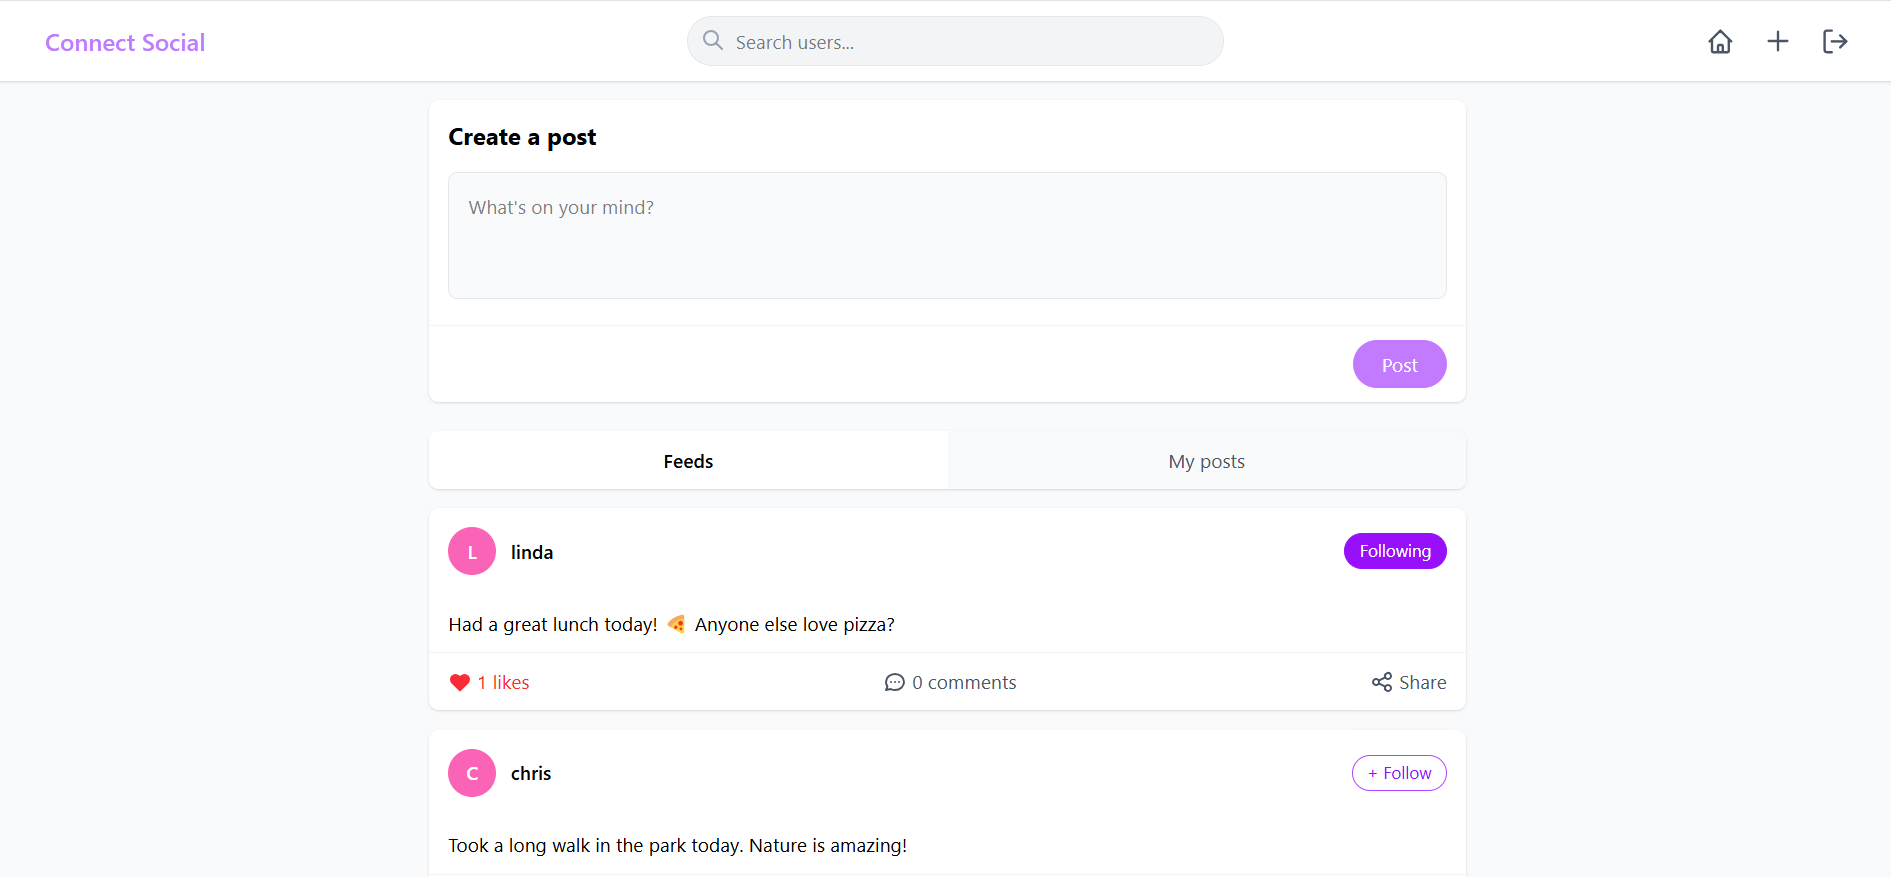 Connect Social
Search users...
Create a post
What's on your mind?
Post
Feeds
My posts
L
linda
Following
Had a great lunch today! 🍕 Anyone else love pizza?
1 likes
0 comments
Share
C
chris
+ Follow
Took a long walk in the park today. Nature is amazing!